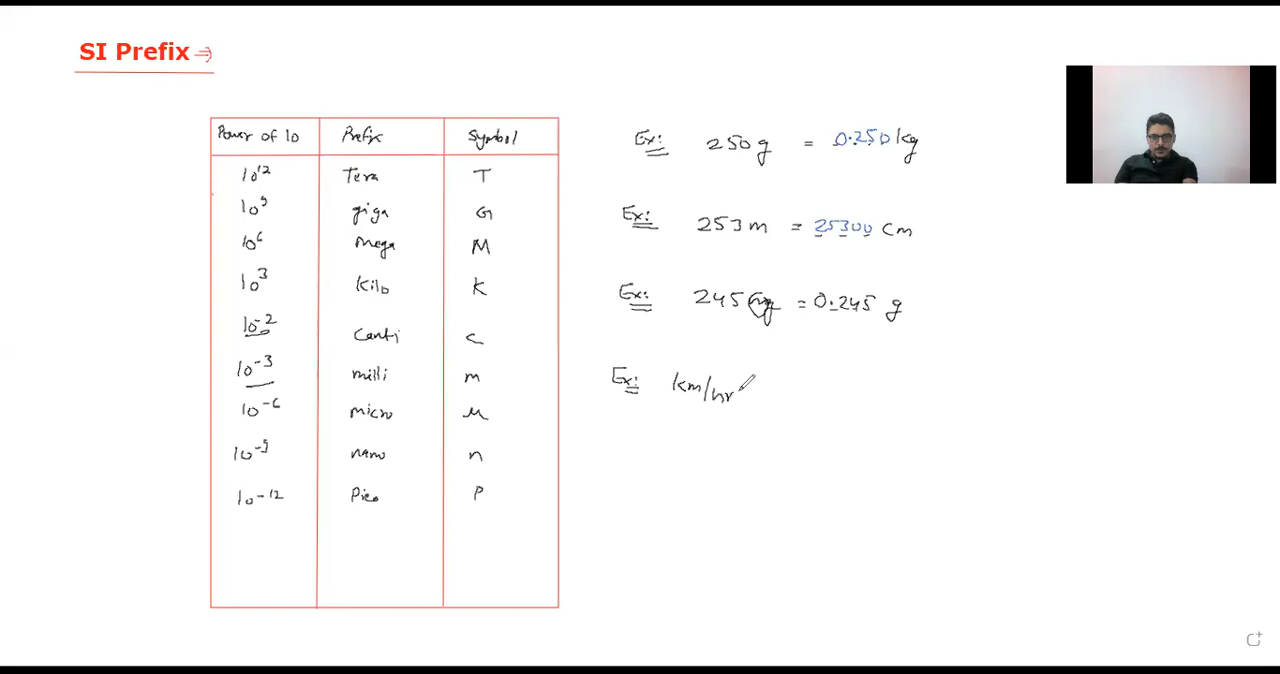 SI Prefix ⇒
Power of 10 Prefix Symbol
10¹² Tera T
10⁹ giga G
10⁶ Mega M
10³ kilo K
10⁻² Centi c
10⁻³ milli m
10⁻⁶ micro μ
10⁻⁹ nano n
10⁻¹² Pico P
Ex: 250 g = 0.250 kg
Ex: 253 m = 25300 cm
Ex: 245 mg = 0.245 g
Ex: km/hr